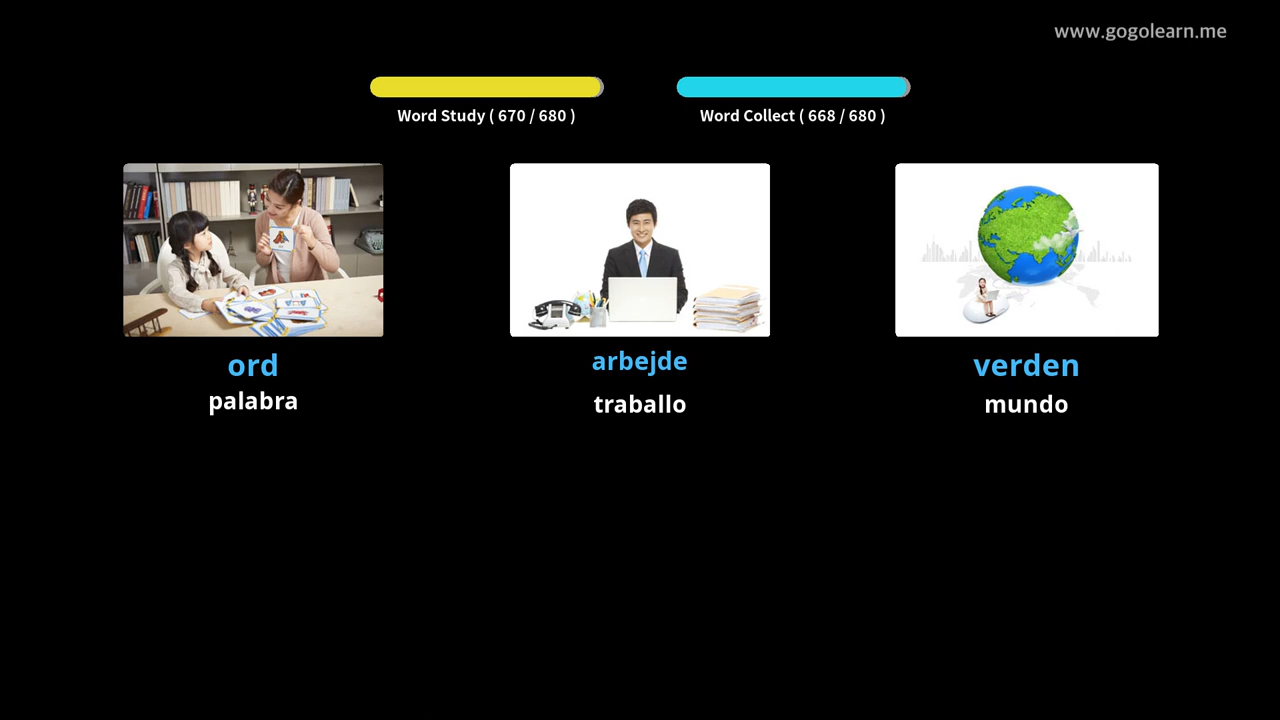 www.gogolearn.me
Word Study ( 670 / 680 )
Word Collect ( 668 / 680 )
ord
palabra
arbejde
traballo
verden
mundo